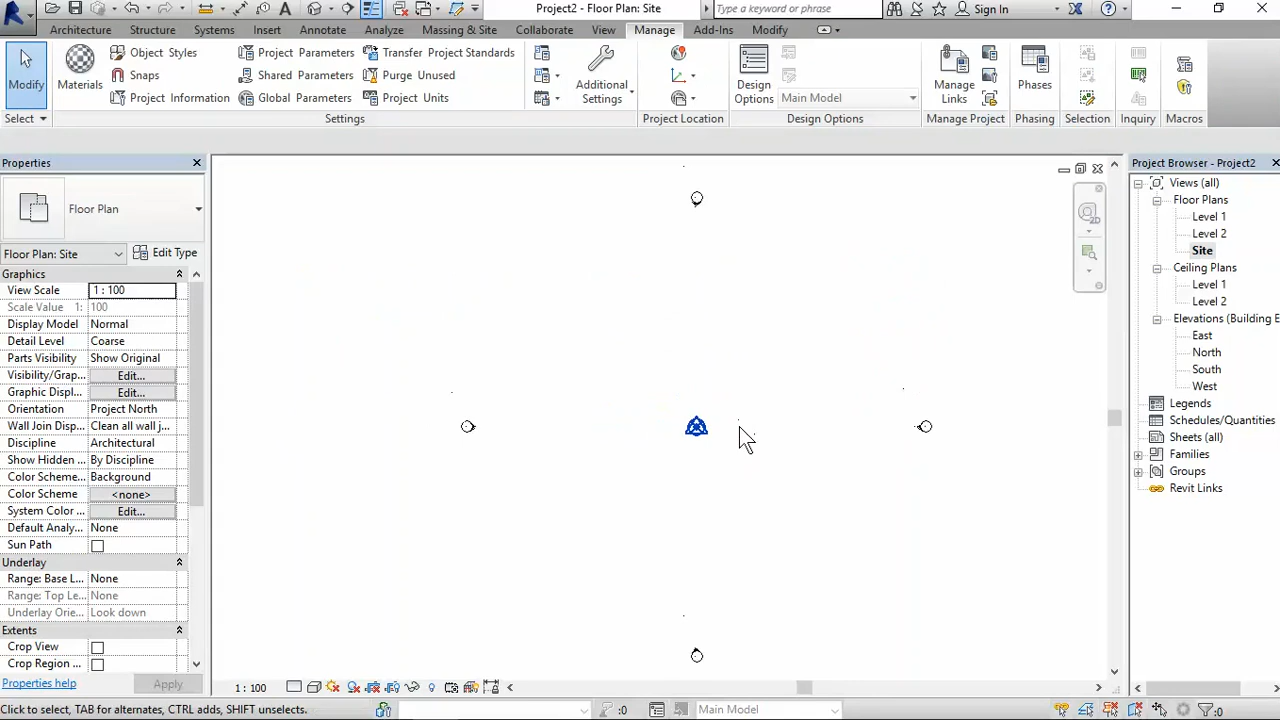 Project2 - Floor Plan: Site
Type a keyword or phrase
Sign In
Architecture Structure Systems Insert Annotate Analyze Massing & Site Collaborate View Manage Add-Ins Modify
Modify
Select
Materials
Object Styles
Snaps
Project Information
Project Parameters
Shared Parameters
Global Parameters
Transfer Project Standards
Purge Unused
Project Units
Settings
Additional
Settings
Project Location
Design
Options
Main Model
Design Options
Manage
Links
Manage Project
Phases
Phasing
Selection
Inquiry
Macros
Properties
Floor Plan
Floor Plan: Site
Edit Type
Graphics
View Scale 1 : 100
Scale Value 1: 100
Display Model Normal
Detail Level Coarse
Parts Visibility Show Original
Visibility/Grap... Edit...
Graphic Displ... Edit...
Orientation Project North
Wall Join Disp... Clean all wall j...
Discipline Architectural
Show Hidden ... By Discipline
Color Scheme... Background
Color Scheme <none>
System Color ... Edit...
Default Analy... None
Sun Path
Underlay
Range: Base L... None
Range: Top Le... None
Underlay Orie... Look down
Extents
Crop View
Crop Region ...
Properties help
Apply
2D
Project Browser - Project2
Views (all)
Floor Plans
Level 1
Level 2
Site
Ceiling Plans
Level 1
Level 2
Elevations (Building E
East
North
South
West
Legends
Schedules/Quantities
Sheets (all)
Families
Groups
Revit Links
1 : 100
Click to select, TAB for alternates, CTRL adds, SHIFT unselects.
:0
Main Model
:0